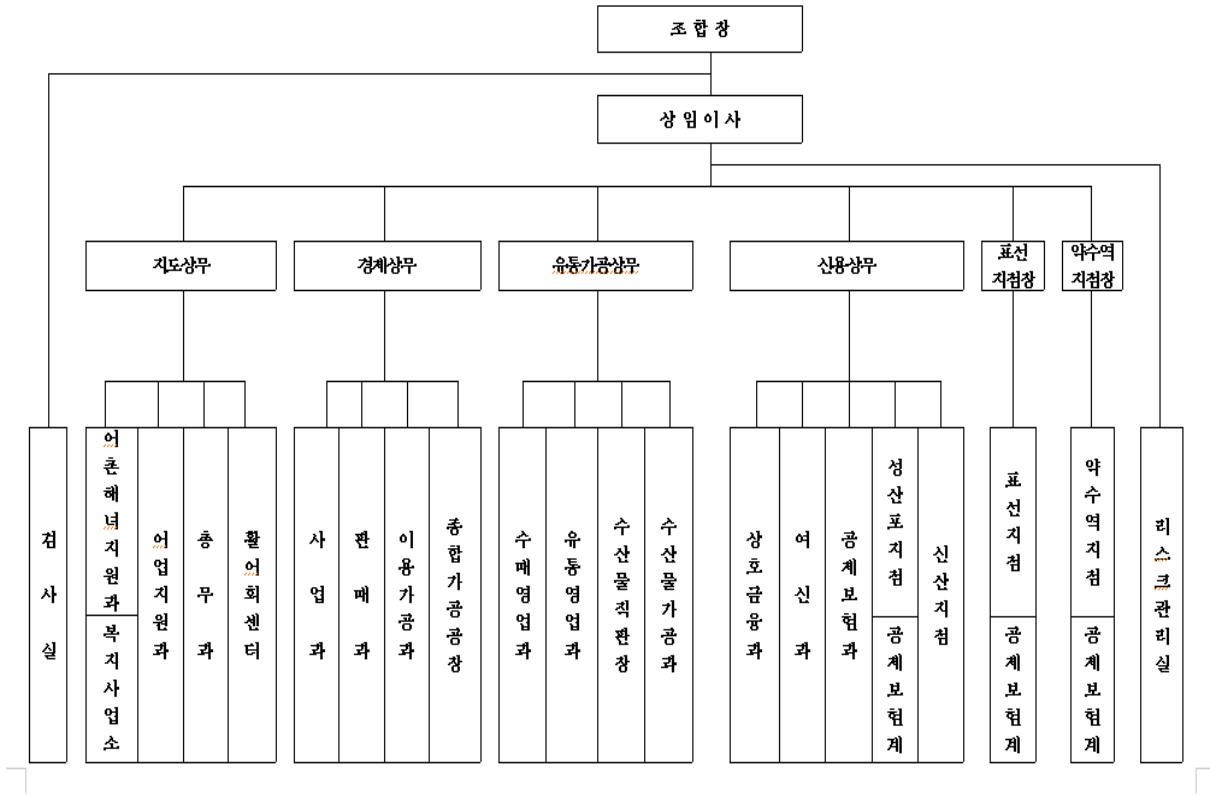 조 합 장
상 임 이 사
지도상무
경제상무
유통가공상무
신용상무
표선
지점장
약수역
지점장
검사실
어촌해녀지원과
복지사업소
어업지원과
총무과
활어회센터
사업과
판매과
이용가공과
종합가공공장
수매영업과
유통영업과
수산물직판장
수산물가공과
상호금융과
여신과
공제보험과
성산포지점
공제보험계
신산지점
표선지점
공제보험계
약수역지점
공제보험계
리스크관리실